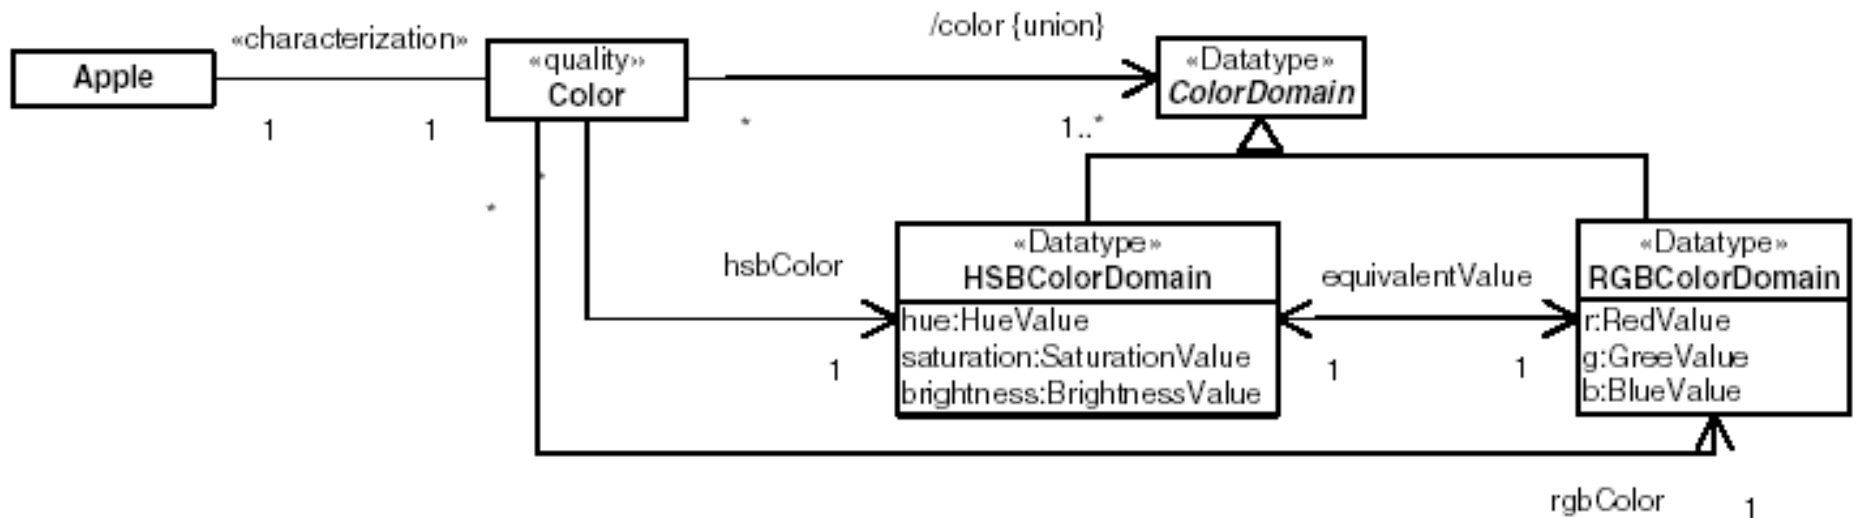 /color {union}
«characterization»
Apple
«quality»
Color
«Datatype»
ColorDomain
1
1
*
1..*
*
*
hsbColor
1
«Datatype»
HSBColorDomain
hue:HueValue
saturation:SaturationValue
brightness:BrightnessValue
equivalentValue
1
1
«Datatype»
RGBColorDomain
r:RedValue
g:GreeValue
b:BlueValue
rgbColor
1